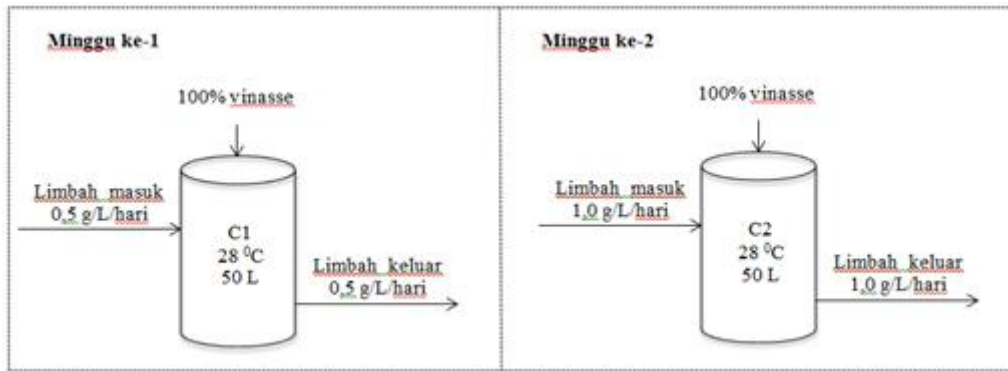 Minggu ke-1
100% vinasse
Limbah masuk
0,5 g/L/hari
C1
28 ⁰C
50 L
Limbah keluar
0,5 g/L/hari
Minggu ke-2
100% vinasse
Limbah masuk
1,0 g/L/hari
C2
28 ⁰C
50 L
Limbah keluar
1,0 g/L/hari